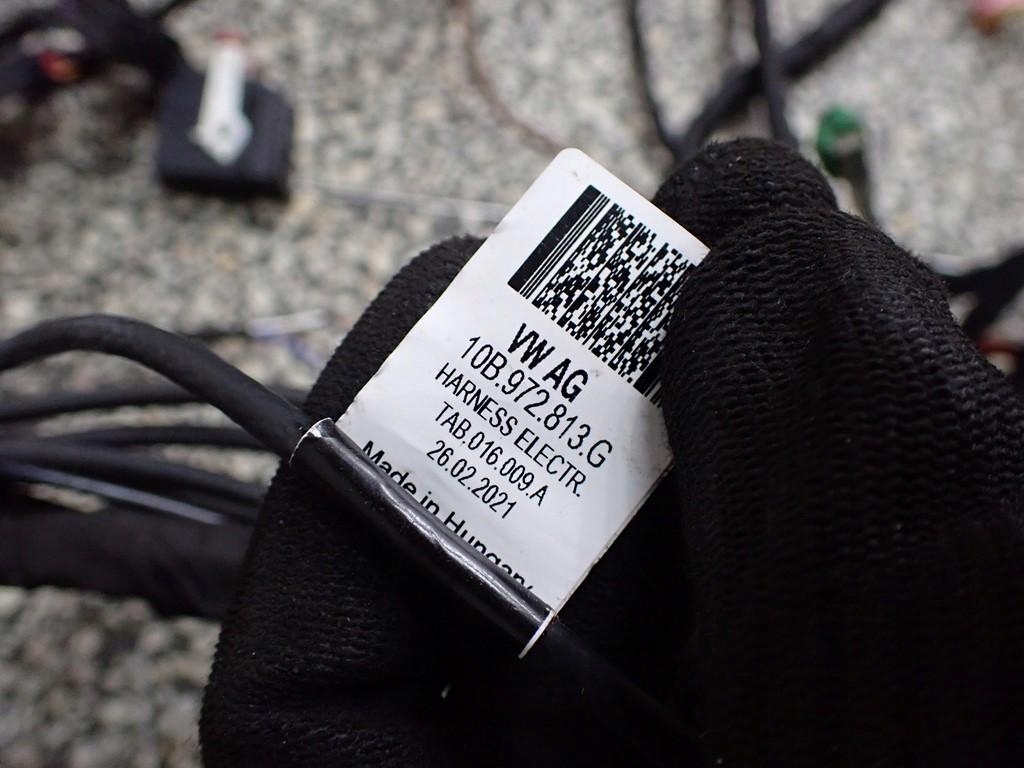 VW AG
10B.972.813.G
HARNESS ELECTR.
TAB.016.009.A
26.02.2021
Made in Hungary